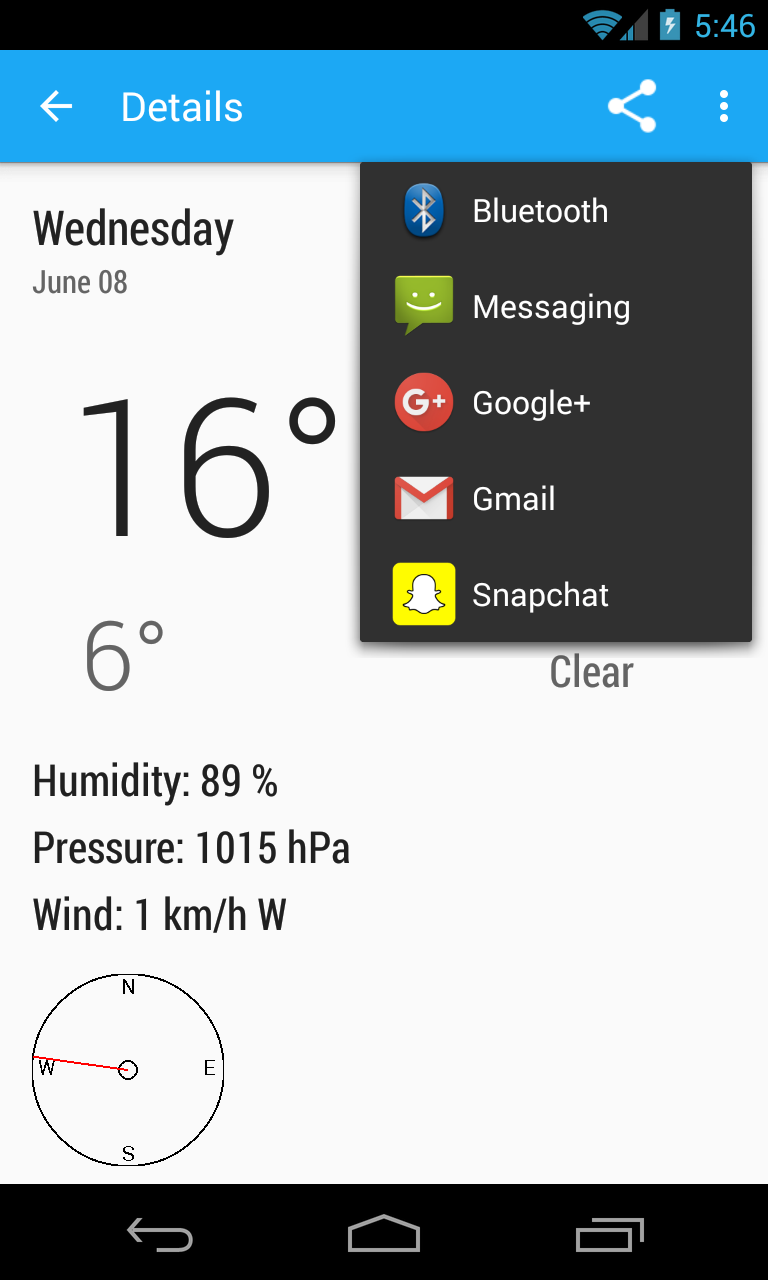 5:46
Details
Bluetooth
Messaging
Google+
Gmail
Snapchat
Wednesday
June 08
16°
6°
Clear
Humidity: 89 %
Pressure: 1015 hPa
Wind: 1 km/h W
N
W E
S